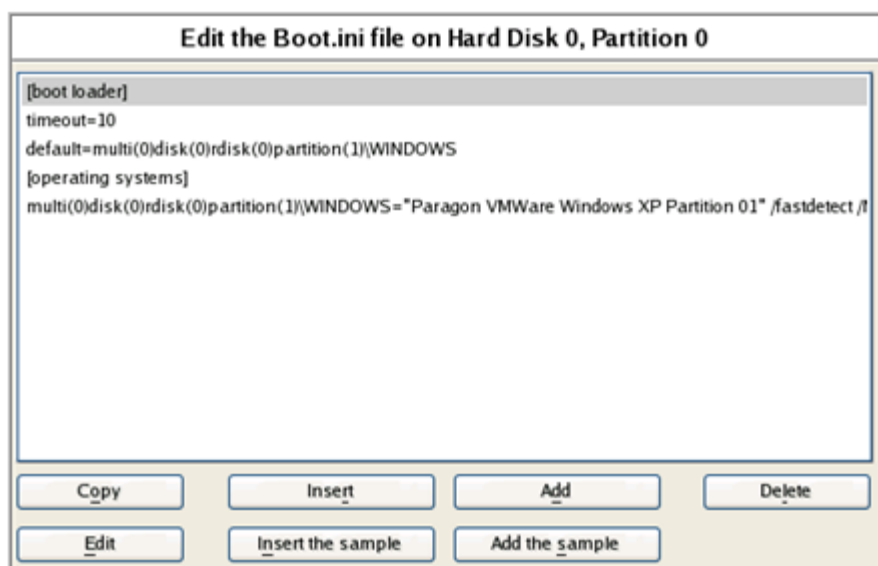 Edit the Boot.ini file on Hard Disk 0, Partition 0
[boot loader]
timeout=10
default=multi(0)disk(0)rdisk(0)partition(1)\WINDOWS
[operating systems]
multi(0)disk(0)rdisk(0)partition(1)\WINDOWS="Paragon VMWare Windows XP Partition 01" /fastdetect
Copy Insert Add Delete
Edit Insert the sample Add the sample